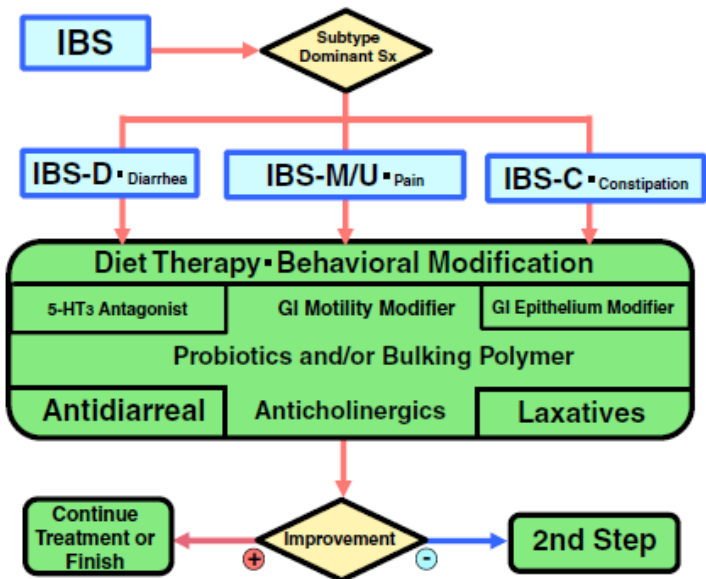 IBS
Subtype
Dominant Sx
IBS-D▪Diarrhea
IBS-M/U▪Pain
IBS-C▪Constipation
Diet Therapy▪Behavioral Modification
5-HT3 Antagonist
GI Motility Modifier
GI Epithelium Modifier
Probiotics and/or Bulking Polymer
Antidiarreal
Anticholinergics
Laxatives
Continue
Treatment or
Finish
+
Improvement
-
2nd Step